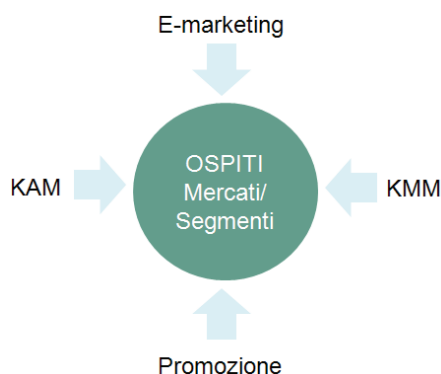 E-marketing
OSPITI
Mercati/
Segmenti
KAM
KMM
Promozione